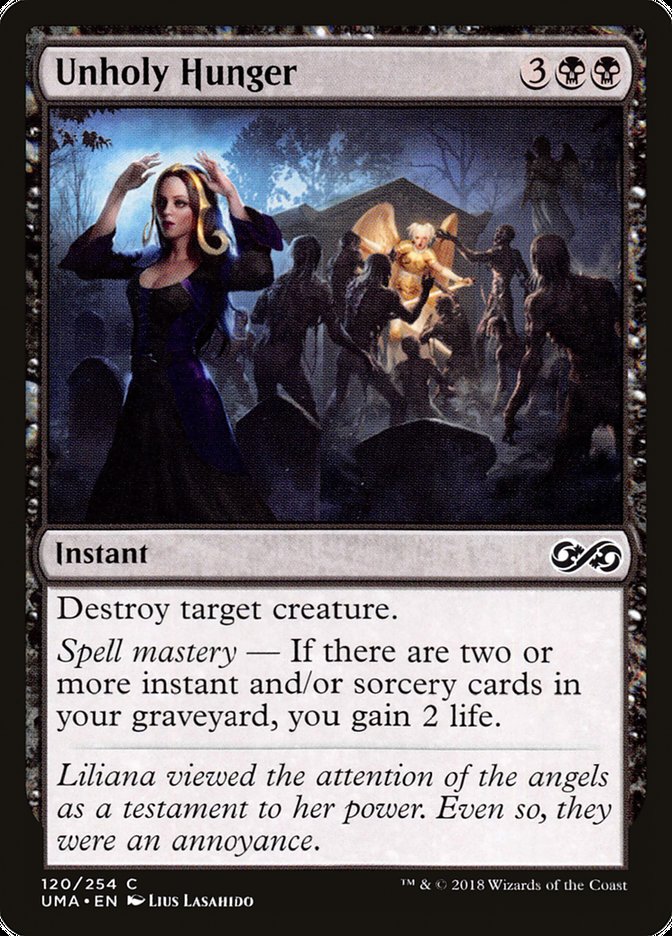 Unholy Hunger 3
Instant
Destroy target creature.
Spell mastery — If there are two or
more instant and/or sorcery cards in
your graveyard, you gain 2 life.
Liliana viewed the attention of the angels
as a testament to her power. Even so, they
were an annoyance.
120/254 C
™ & © 2018 Wizards of the Coast
UMA • EN Lius Lasahido